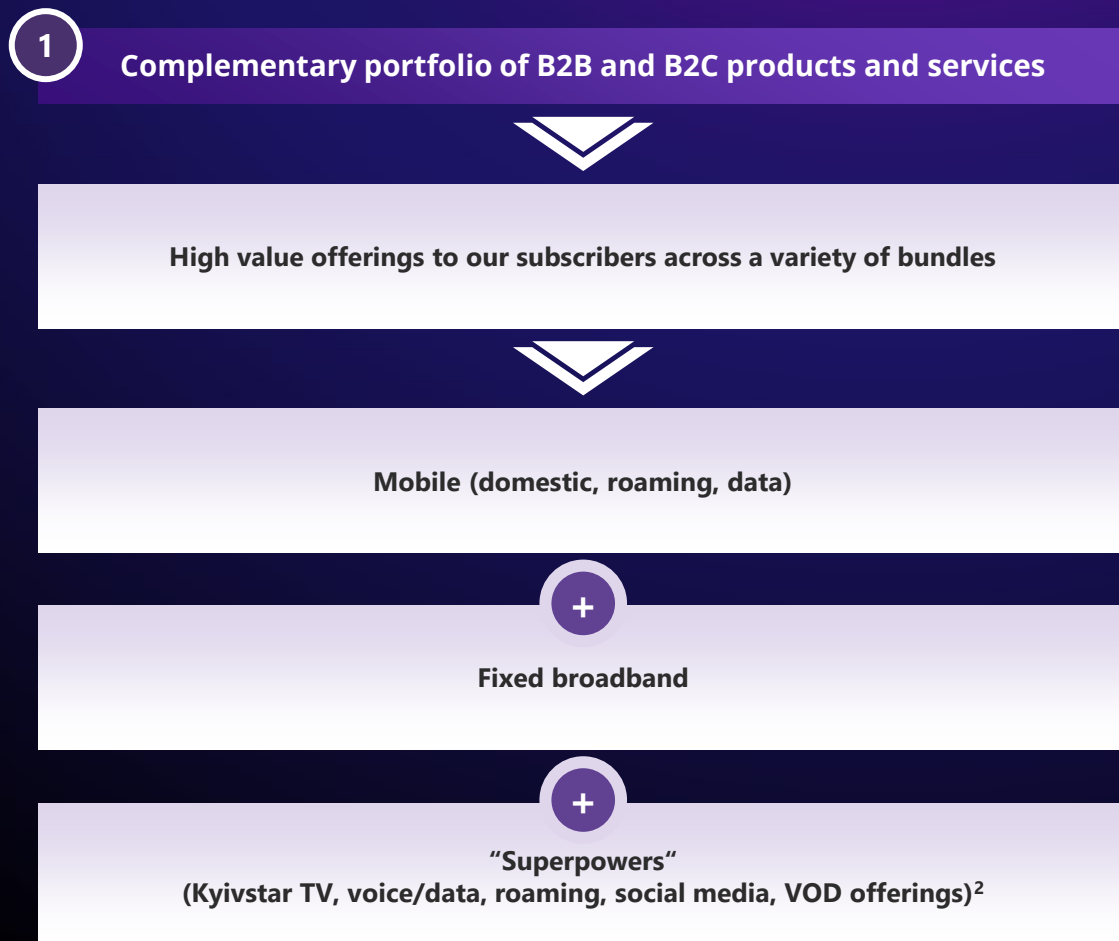 1
Complementary portfolio of B2B and B2C products and services
High value offerings to our subscribers across a variety of bundles
Mobile (domestic, roaming, data)
+
Fixed broadband
+
“Superpowers“
(Kyivstar TV, voice/data, roaming, social media, VOD offerings)²